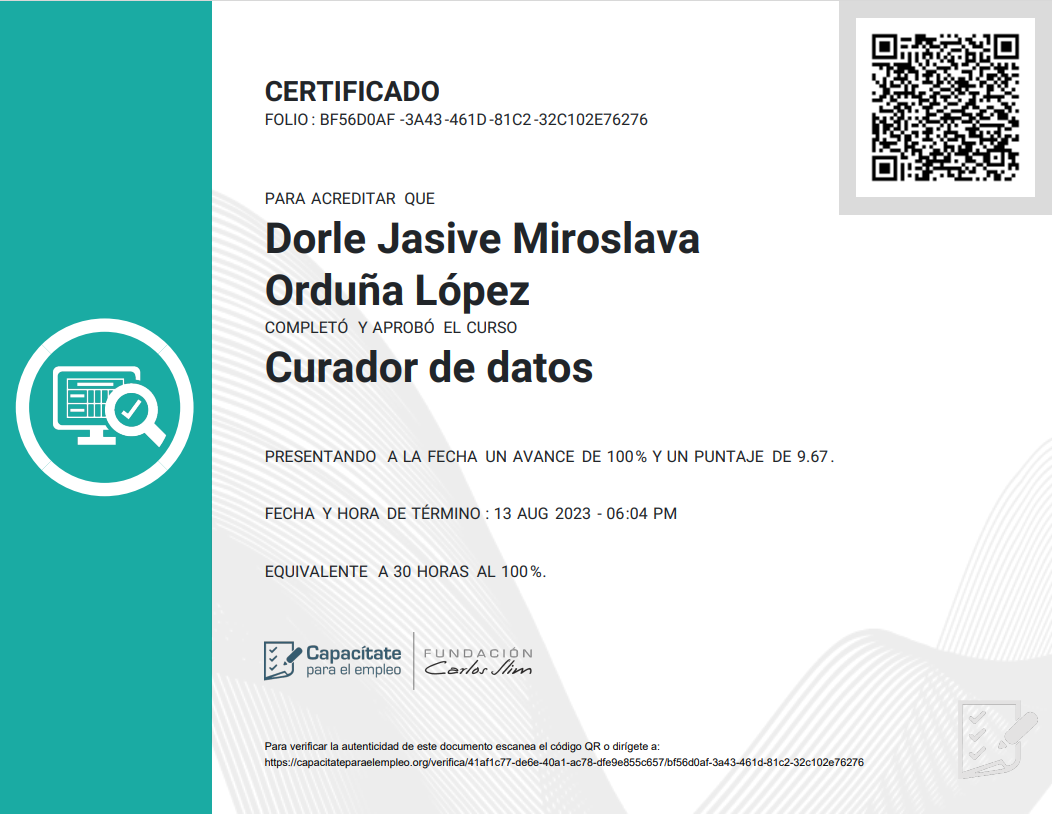 CERTIFICADO
FOLIO : BF56D0AF -3A43-461D-81C2-32C102E76276
PARA ACREDITAR QUE
Dorle Jasive Miroslava
Orduña López
COMPLETÓ Y APROBÓ EL CURSO
Curador de datos
PRESENTANDO A LA FECHA UN AVANCE DE 100% Y UN PUNTAJE DE 9.67.
FECHA Y HORA DE TÉRMINO : 13 AUG 2023 - 06:04 PM
EQUIVALENTE A 30 HORAS AL 100%.
Capacítate
para el empleo
FUNDACIÓN
Carlos Slim
Para verificar la autenticidad de este documento escanea el código QR o dirígete a:
https://capacitateparaelempleo.org/verifica/41af1c77-de6e-40a1-ac78-dfe9e855c657/bf56d0af-3a43-461d-81c2-32c102e76276